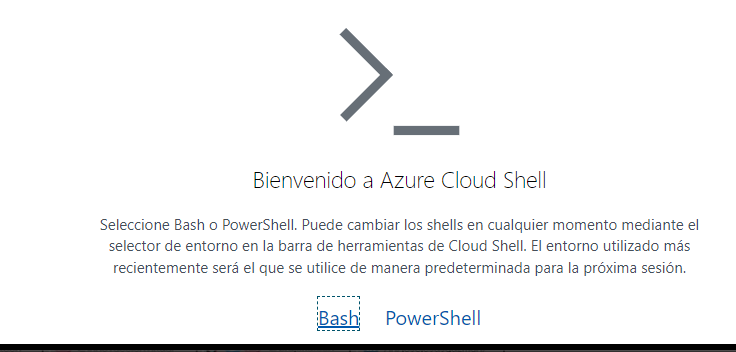 Bienvenido a Azure Cloud Shell
Seleccione Bash o PowerShell. Puede cambiar los shells en cualquier momento mediante el
selector de entorno en la barra de herramientas de Cloud Shell. El entorno utilizado más
recientemente será el que se utilice de manera predeterminada para la próxima sesión.
Bash PowerShell